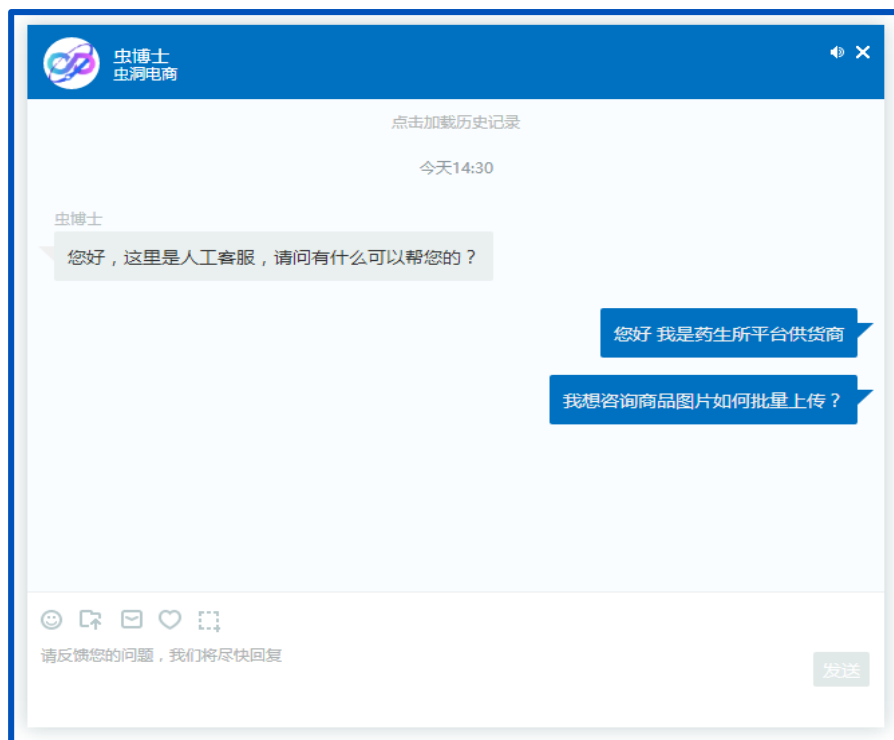 虫博士
虫洞电商
点击加载历史记录
今天14:30
虫博士
您好，这里是人工客服，请问有什么可以帮您的？
您好 我是药生所平台供货商
我想咨询商品图片如何批量上传？
请反馈您的问题，我们将尽快回复
发送